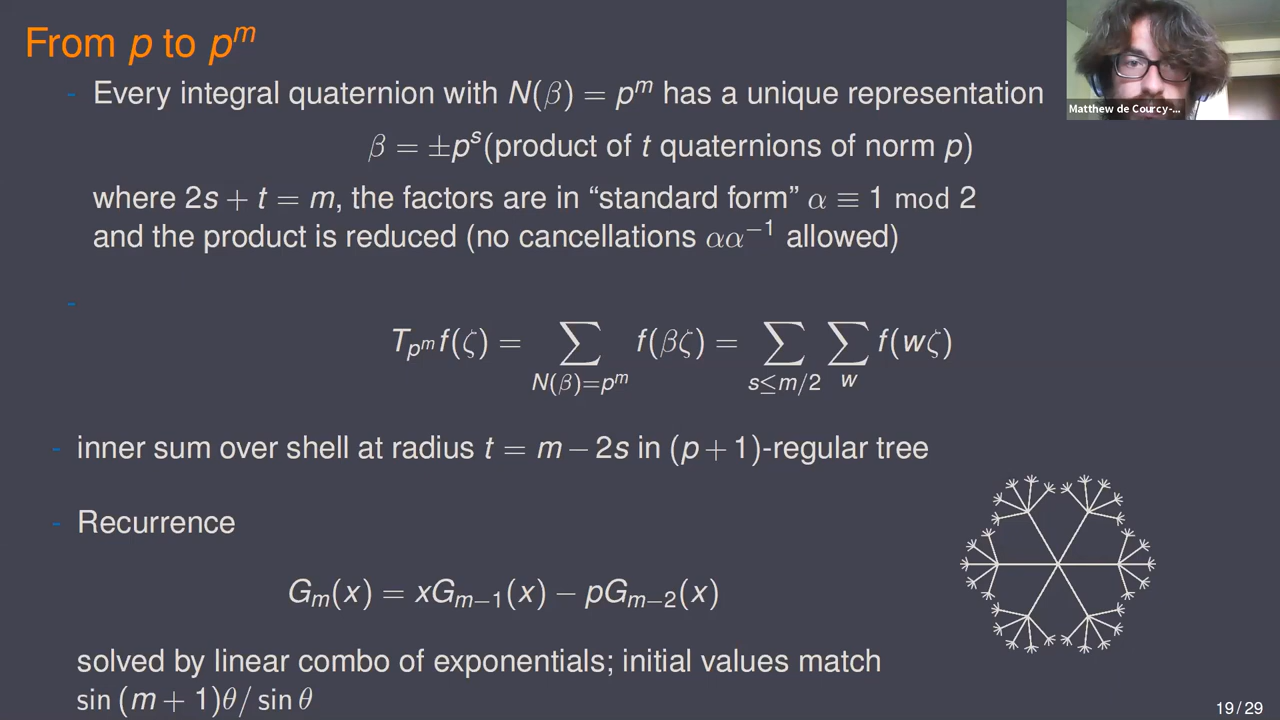 From p to p^m
- Every integral quaternion with N(β) = p^m has a unique representation
β = ±p^s(product of t quaternions of norm p)
where 2s + t = m, the factors are in “standard form” α ≡ 1 mod 2
and the product is reduced (no cancellations αα^−1 allowed)
-
T_{p^m} f(ζ) = ∑_{N(β)=p^m} f(βζ) = ∑_{s≤m/2} ∑_w f(wζ)
- inner sum over shell at radius t = m − 2s in (p + 1)-regular tree
- Recurrence
G_m(x) = xG_{m−1}(x) − pG_{m−2}(x)
solved by linear combo of exponentials; initial values match
sin (m + 1)θ/ sin θ
Matthew de Courcy-...
19 / 29